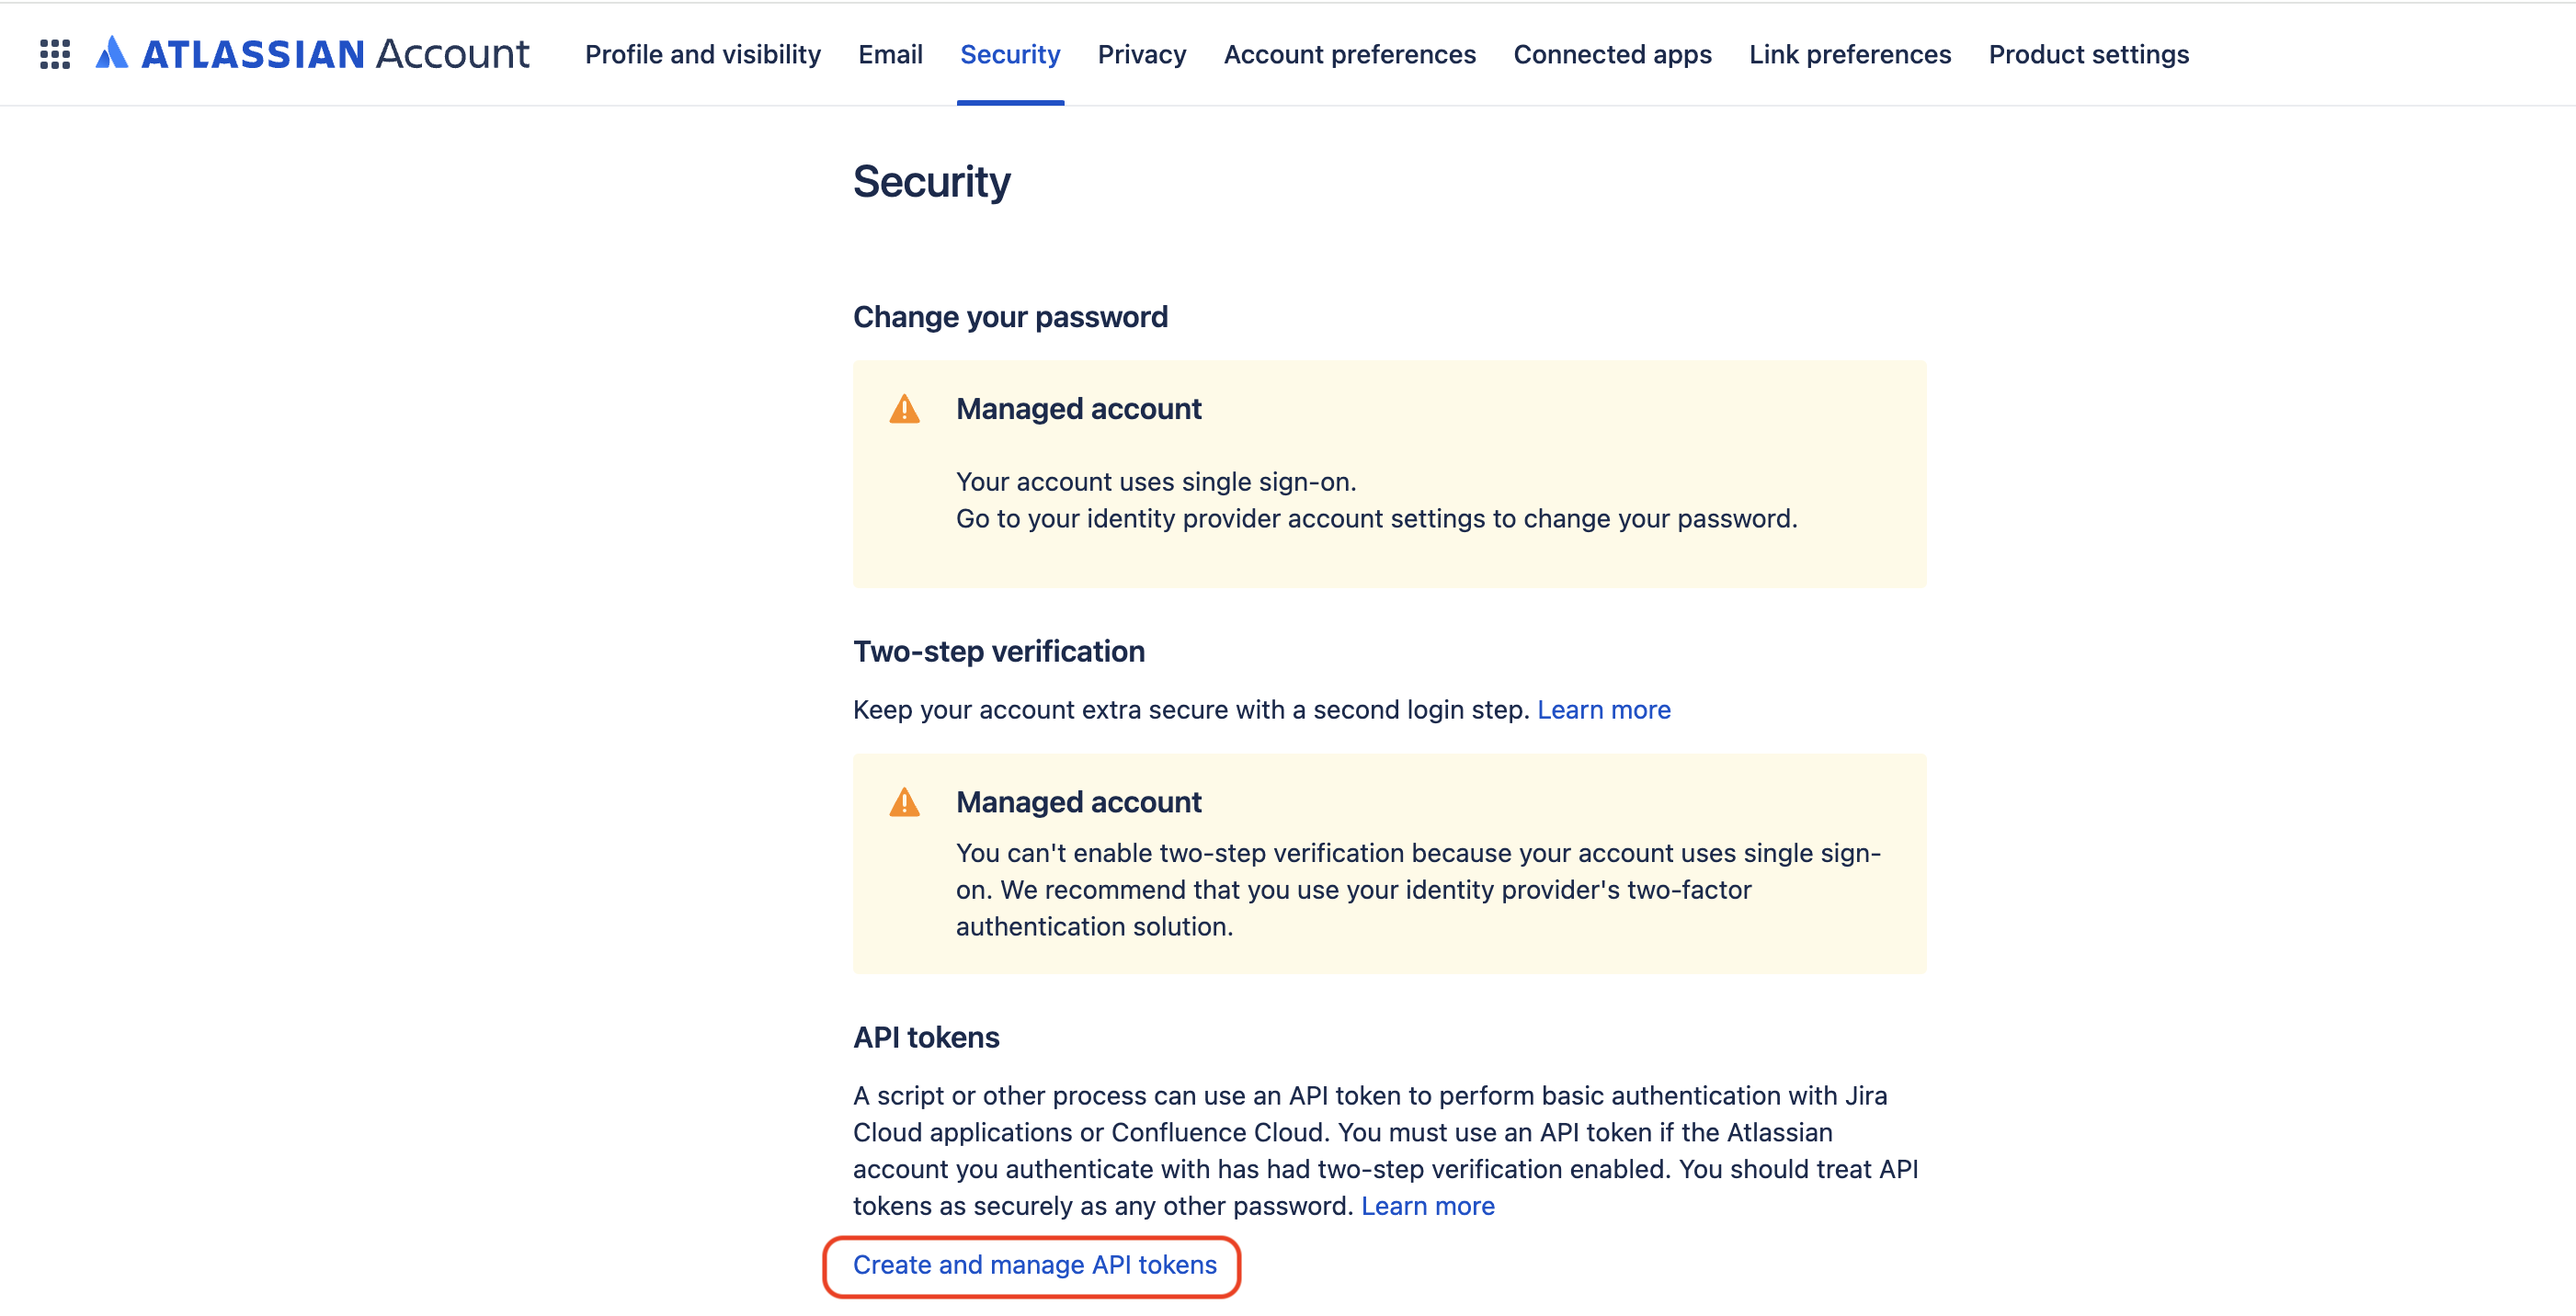 ATLASSIAN Account Profile and visibility Email Security Privacy Account preferences Connected apps Link preferences Product settings
Security
Change your password
Managed account
Your account uses single sign-on.
Go to your identity provider account settings to change your password.
Two-step verification
Keep your account extra secure with a second login step. Learn more
Managed account
You can't enable two-step verification because your account uses single sign-
on. We recommend that you use your identity provider's two-factor
authentication solution.
API tokens
A script or other process can use an API token to perform basic authentication with Jira
Cloud applications or Confluence Cloud. You must use an API token if the Atlassian
account you authenticate with has had two-step verification enabled. You should treat API
tokens as securely as any other password. Learn more
Create and manage API tokens